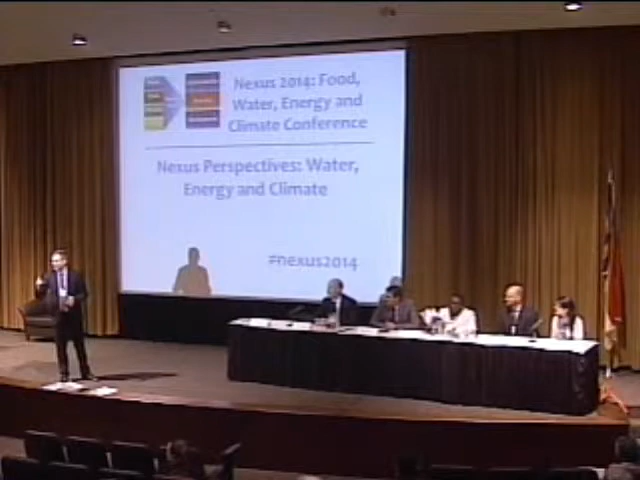 Nexus 2014: Food,
Water, Energy and
Climate Conference
Nexus Perspectives: Water,
Energy and Climate
#nexus2014